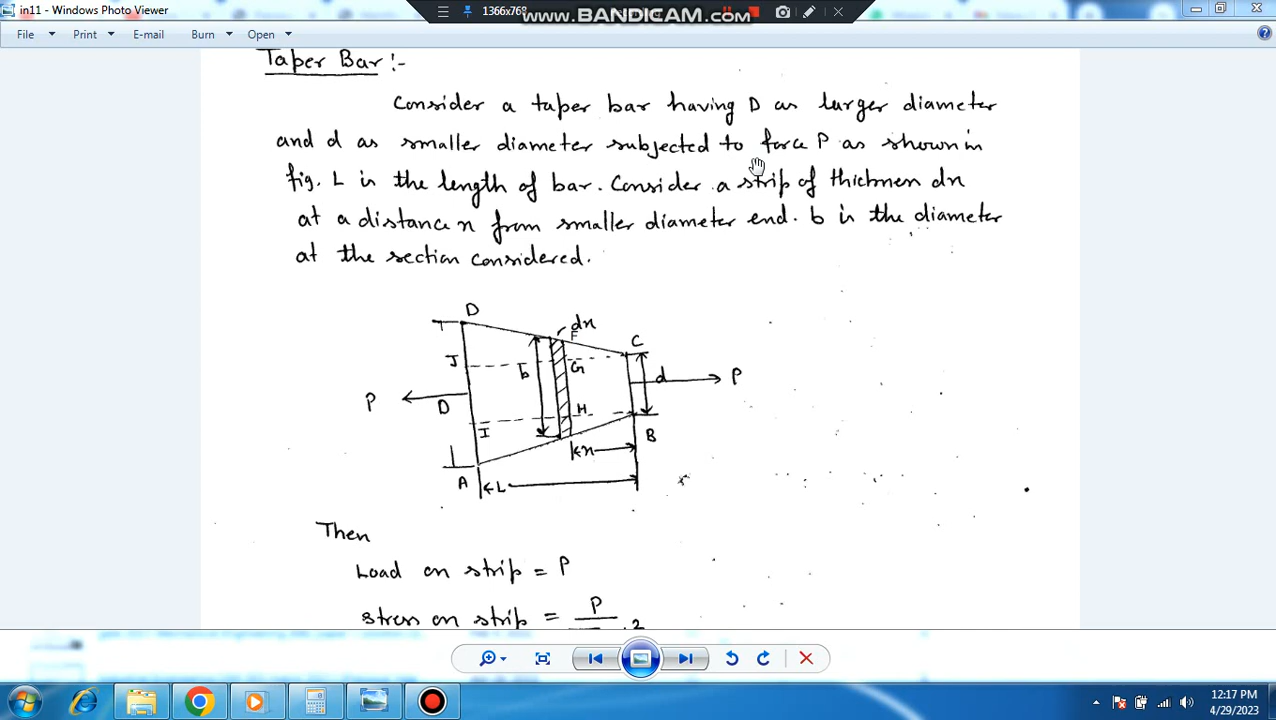 in11 - Windows Photo Viewer
1366x768
www.BANDICAM.com
File Print E-mail Burn Open
Taper Bar :-
Consider a taper bar having D as larger diameter
and d as smaller diameter subjected to force P as shown in
fig. L is the length of bar. Consider a strip of thickness dx
at a distance x from smaller diameter end. b is the diameter
at the section considered.
D
dx
F
C
J
b
G
d
P
P
D
H
I
B
x
A
L
Then
Load on strip = P
stress on strip = P
2
12:17 PM
4/29/2023